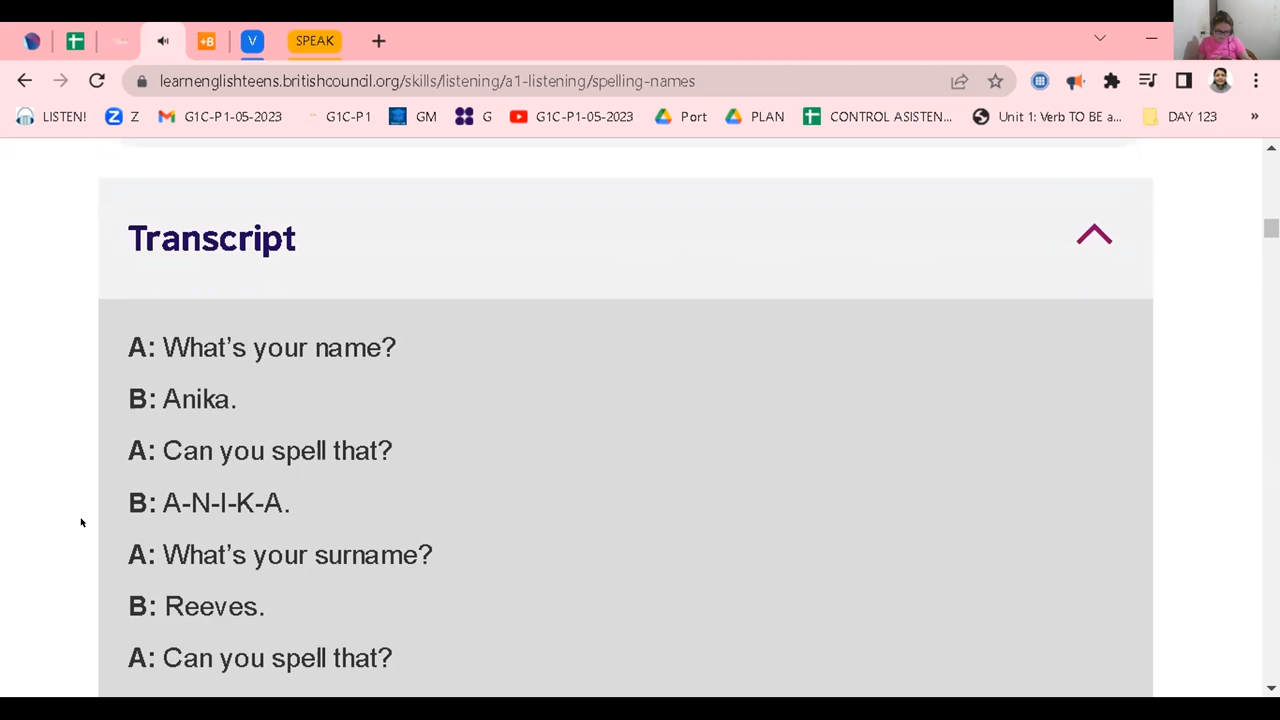 +B
V
SPEAK
learnenglishteens.britishcouncil.org/skills/listening/a1-listening/spelling-names
LISTEN! Z G1C-P1-05-2023 G1C-P1 GM G G1C-P1-05-2023 Port PLAN CONTROL ASISTEN... Unit 1: Verb TO BE a... DAY 123 »
Transcript
A: What's your name?
B: Anika.
A: Can you spell that?
B: A-N-I-K-A.
A: What's your surname?
B: Reeves.
A: Can you spell that?